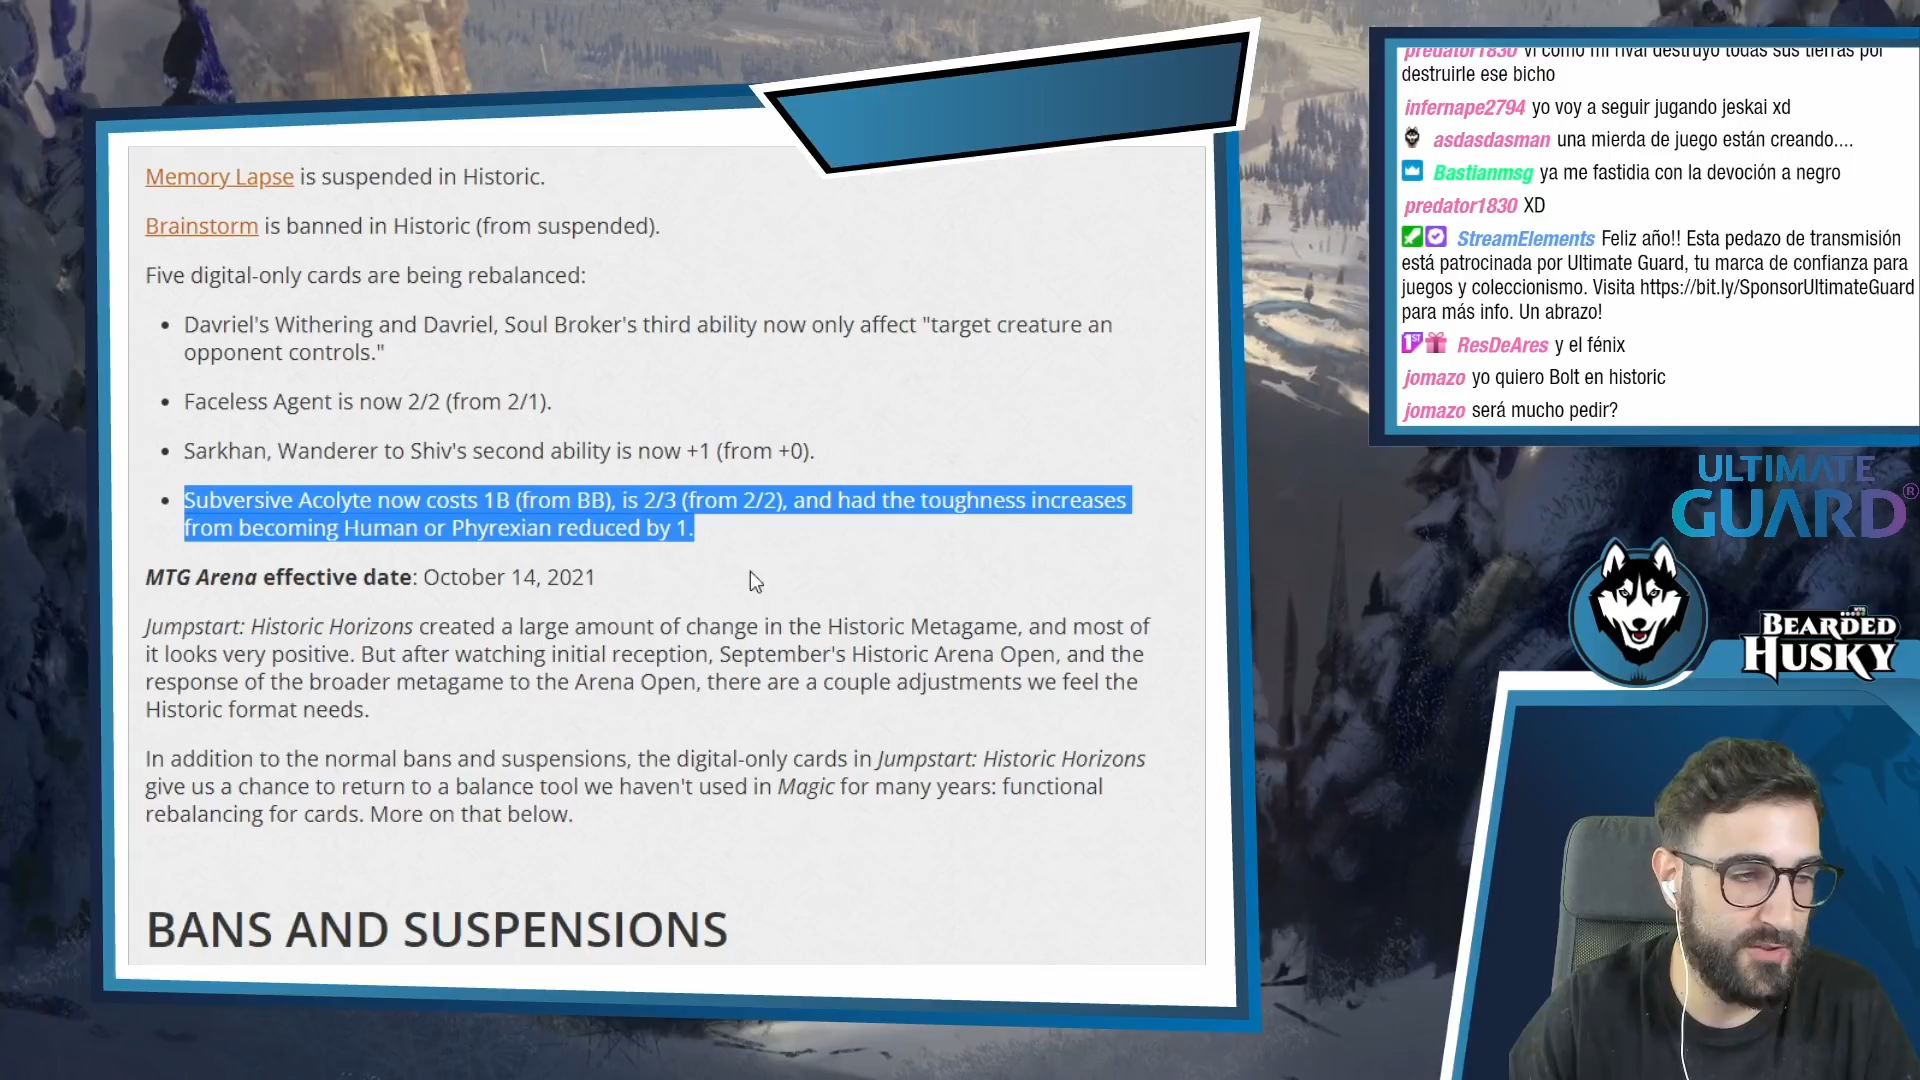 Memory Lapse is suspended in Historic.
Brainstorm is banned in Historic (from suspended).
Five digital-only cards are being rebalanced:
• Davriel's Withering and Davriel, Soul Broker's third ability now only affect "target creature an
opponent controls."
• Faceless Agent is now 2/2 (from 2/1).
• Sarkhan, Wanderer to Shiv's second ability is now +1 (from +0).
• Subversive Acolyte now costs 1B (from BB), is 2/3 (from 2/2), and had the toughness increases
from becoming Human or Phyrexian reduced by 1.
MTG Arena effective date: October 14, 2021
Jumpstart: Historic Horizons created a large amount of change in the Historic Metagame, and most of
it looks very positive. But after watching initial reception, September's Historic Arena Open, and the
response of the broader metagame to the Arena Open, there are a couple adjustments we feel the
Historic format needs.
In addition to the normal bans and suspensions, the digital-only cards in Jumpstart: Historic Horizons
give us a chance to return to a balance tool we haven't used in Magic for many years: functional
rebalancing for cards. More on that below.
BANS AND SUSPENSIONS
predator1830 vi como mi rival destruyo todas sus tierras por
destruirle ese bicho
infernape2794 yo voy a seguir jugando jeskai xd
asdasdasman una mierda de juego están creando....
Bastianmsg ya me fastidia con la devoción a negro
predator1830 XD
StreamElements Feliz año!! Esta pedazo de transmisión
está patrocinada por Ultimate Guard, tu marca de confianza para
juegos y coleccionismo. Visita https://bit.ly/SponsorUltimateGuard
para más info. Un abrazo!
1ST ResDeAres y el fénix
jomazo yo quiero Bolt en historic
jomazo será mucho pedir?
ULTIMATE
GUARD®
BEARDED
HUSKY